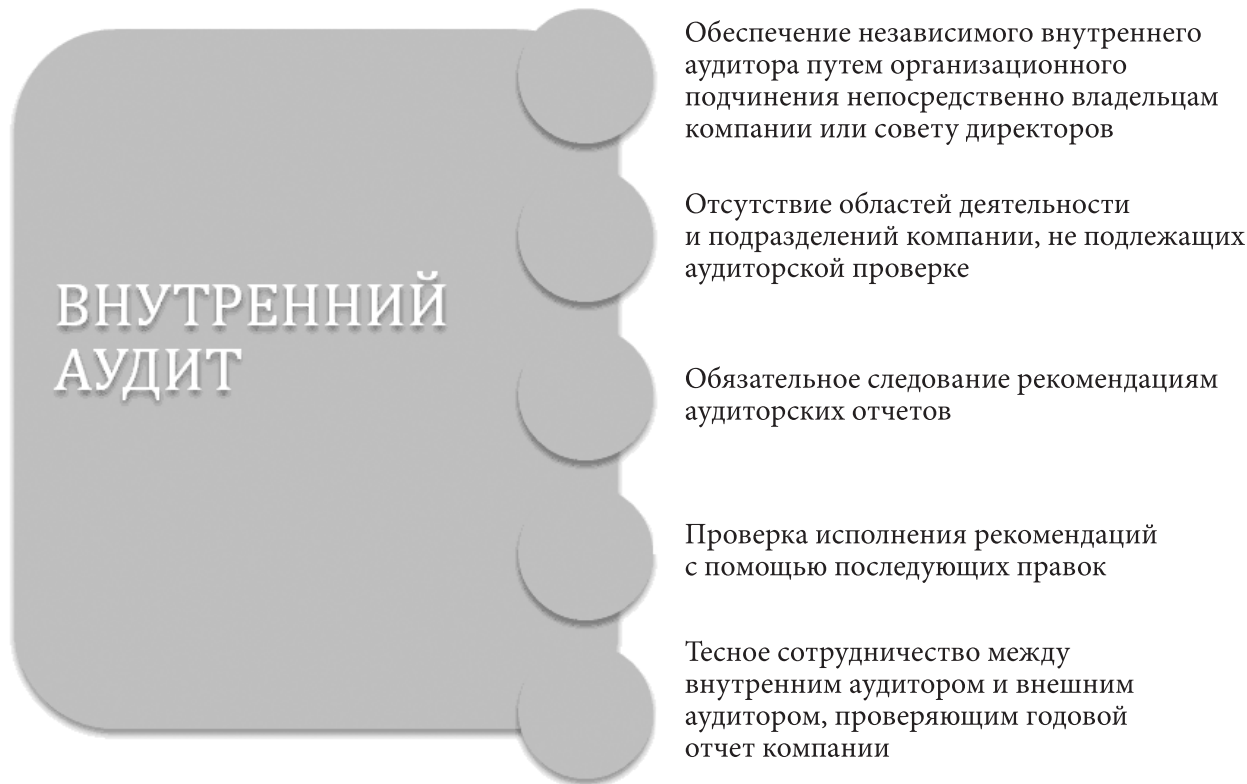 ВНУТРЕННИЙ
АУДИТ
Обеспечение независимого внутреннего
аудитора путем организационного
подчинения непосредственно владельцам
компании или совету директоров
Отсутствие областей деятельности
и подразделений компании, не подлежащих
аудиторской проверке
Обязательное следование рекомендациям
аудиторских отчетов
Проверка исполнения рекомендаций
с помощью последующих правок
Тесное сотрудничество между
внутренним аудитором и внешним
аудитором, проверяющим годовой
отчет компании